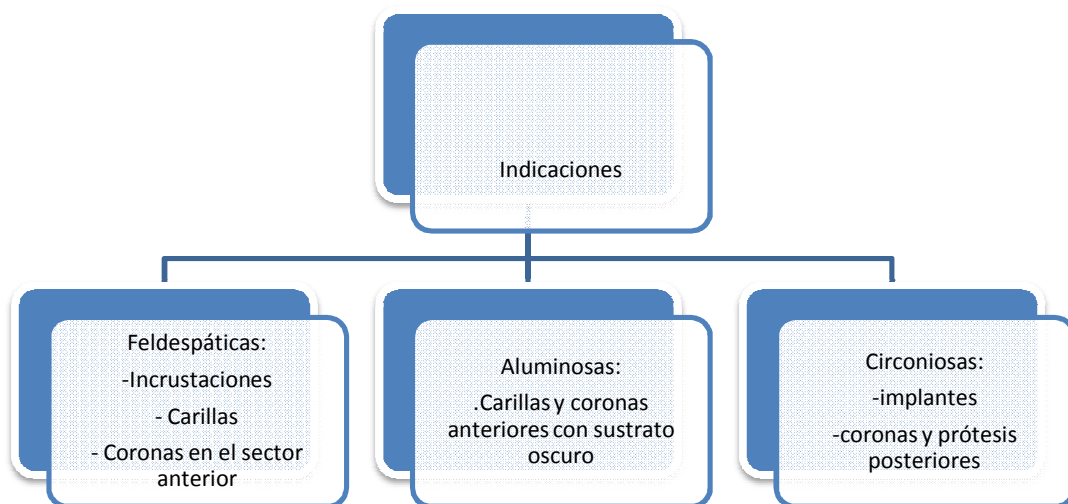 Indicaciones
Feldespáticas:
-Incrustaciones
- Carillas
- Coronas en el sector
anterior
Aluminosas:
.Carillas y coronas
anteriores con sustrato
oscuro
Circoniosas:
-implantes
-coronas y prótesis
posteriores